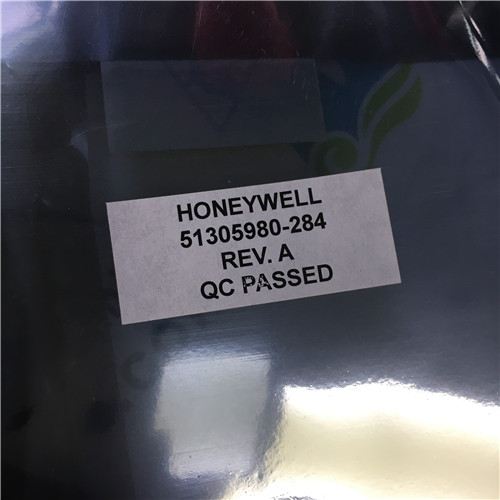 HONEYWELL
51305980-284
REV. A
QC PASSED